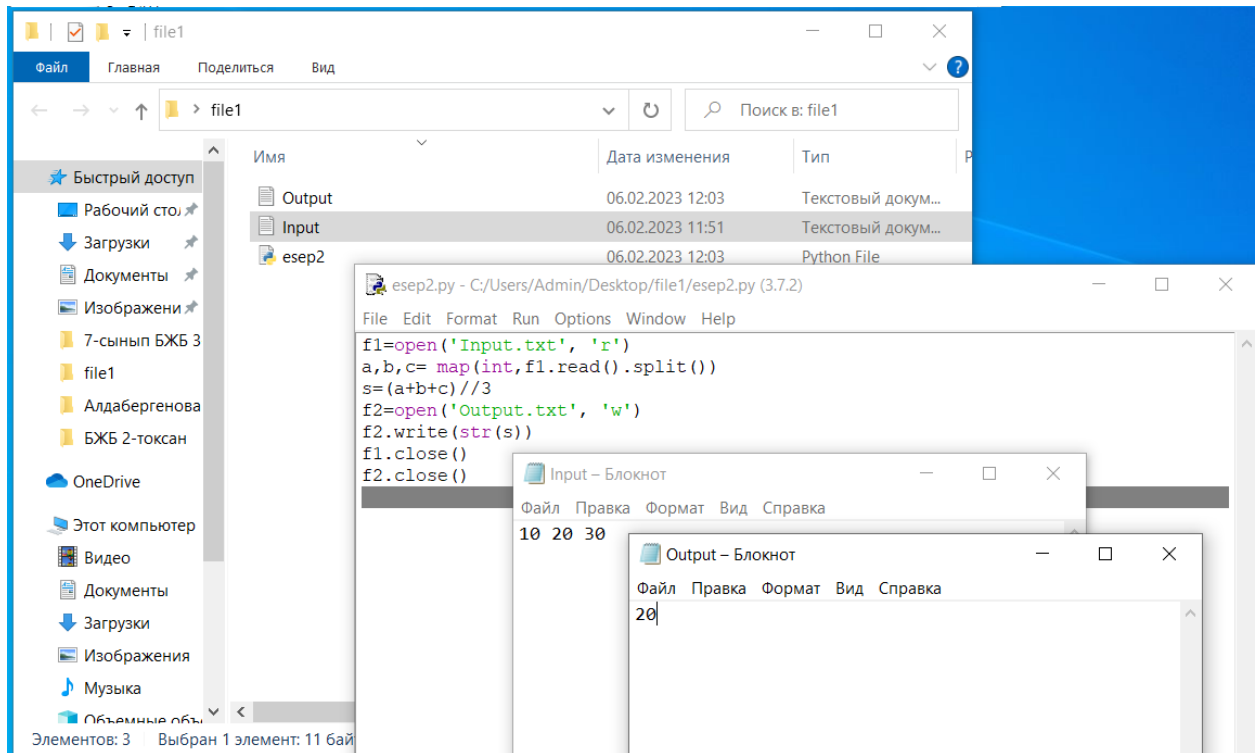 file1
Файл Главная Поделиться Вид
file1 Поиск в: file1
Имя Дата изменения Тип
Быстрый доступ
Рабочий сто
Загрузки
Документы
Изображени
7-сынып БЖБ 3
file1
Алдабергенова
БЖБ 2-токсан
OneDrive
Этот компьютер
Видео
Документы
Загрузки
Изображения
Музыка
Объемные объ
Output 06.02.2023 12:03 Текстовый докум...
Input 06.02.2023 11:51 Текстовый докум...
esep2 06.02.2023 12:03 Python File
Элементов: 3 Выбран 1 элемент: 11 бай
esep2.py - C:/Users/Admin/Desktop/file1/esep2.py (3.7.2)
File Edit Format Run Options Window Help
f1=open('Input.txt', 'r')
a,b,c= map(int,f1.read().split())
s=(a+b+c)//3
f2=open('Output.txt', 'w')
f2.write(str(s))
f1.close()
f2.close()
Input – Блокнот
Файл Правка Формат Вид Справка
10 20 30
Output – Блокнот
Файл Правка Формат Вид Справка
20